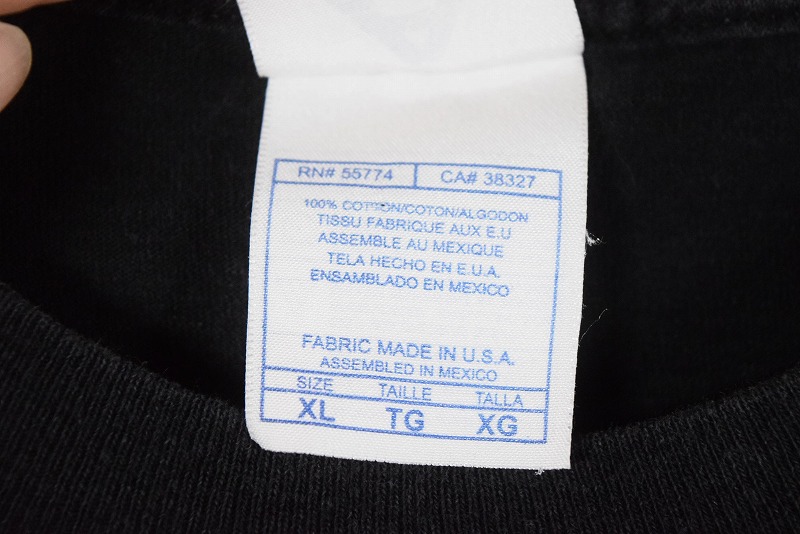 RN# 55774 CA# 38327
100% COTTON/COTON/ALGODON
TISSU FABRIQUE AUX E.U
ASSEMBLE AU MEXIQUE
TELA HECHO EN E.U.A.
ENSAMBLADO EN MEXICO
FABRIC MADE IN U.S.A.
ASSEMBLED IN MEXICO
SIZE TAILLE TALLA
XL TG XG